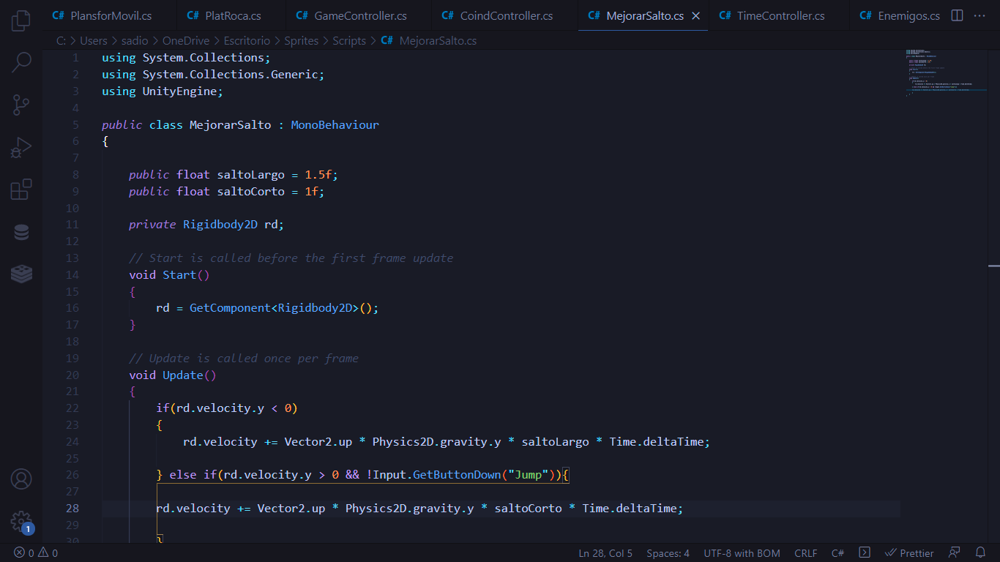 C# PlansforMovil.cs C# PlatRoca.cs C# GameController.cs C# CoindController.cs C# MejorarSalto.cs C# TimeController.cs C# Enemigos.cs
C: > Users > sadio > OneDrive > Escritorio > Sprites > Scripts > C# MejorarSalto.cs
1 using System.Collections;
2 using System.Collections.Generic;
3 using UnityEngine;
4
5 public class MejorarSalto : MonoBehaviour
6 {
7
8 public float saltoLargo = 1.5f;
9 public float saltoCorto = 1f;
10
11 private Rigidbody2D rd;
12
13 // Start is called before the first frame update
14 void Start()
15 {
16 rd = GetComponent<Rigidbody2D>();
17 }
18
19 // Update is called once per frame
20 void Update()
21 {
22 if(rd.velocity.y < 0)
23 {
24 rd.velocity += Vector2.up * Physics2D.gravity.y * saltoLargo * Time.deltaTime;
25
26 } else if(rd.velocity.y > 0 && !Input.GetButtonDown("Jump")){
27
28 rd.velocity += Vector2.up * Physics2D.gravity.y * saltoCorto * Time.deltaTime;
29
30 }
1
0 0 Ln 28, Col 5 Spaces: 4 UTF-8 with BOM CRLF C# Prettier